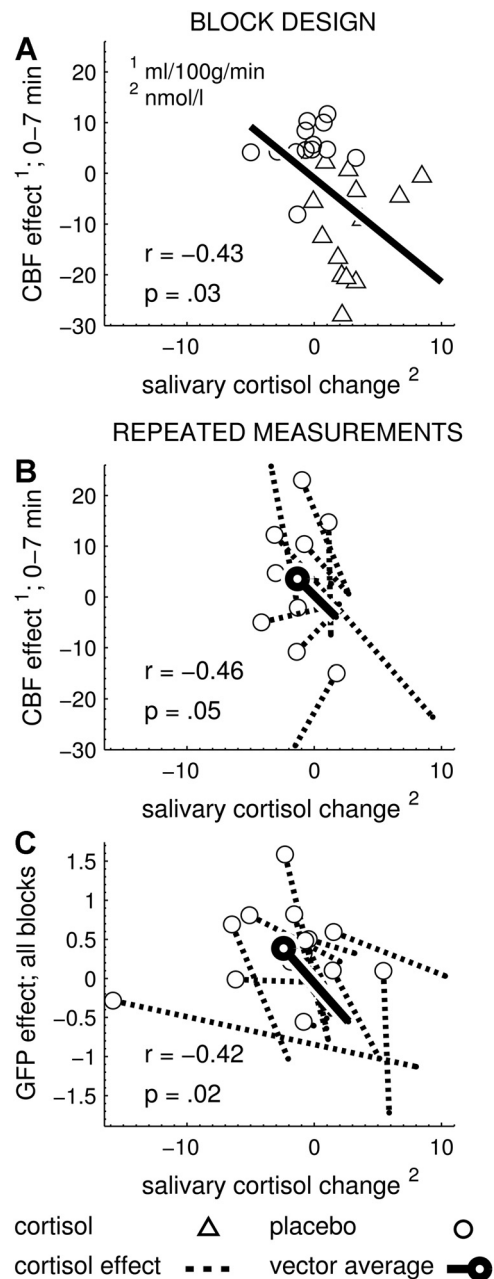 BLOCK DESIGN
A
1 ml/100g/min
2 nmol/l
CBF effect 1; 0−7 min
20
10
0
−10
−20
−30
r = −0.43
p = .03
−10 0 10
salivary cortisol change 2
REPEATED MEASUREMENTS
B
CBF effect 1; 0−7 min
20
10
0
−10
−20
−30
r = −0.46
p = .05
−10 0 10
salivary cortisol change 2
C
GFP effect; all blocks
1.5
1
0.5
0
−0.5
−1
−1.5
r = −0.42
p = .02
−10 0 10
salivary cortisol change 2
cortisol placebo
cortisol effect vector average